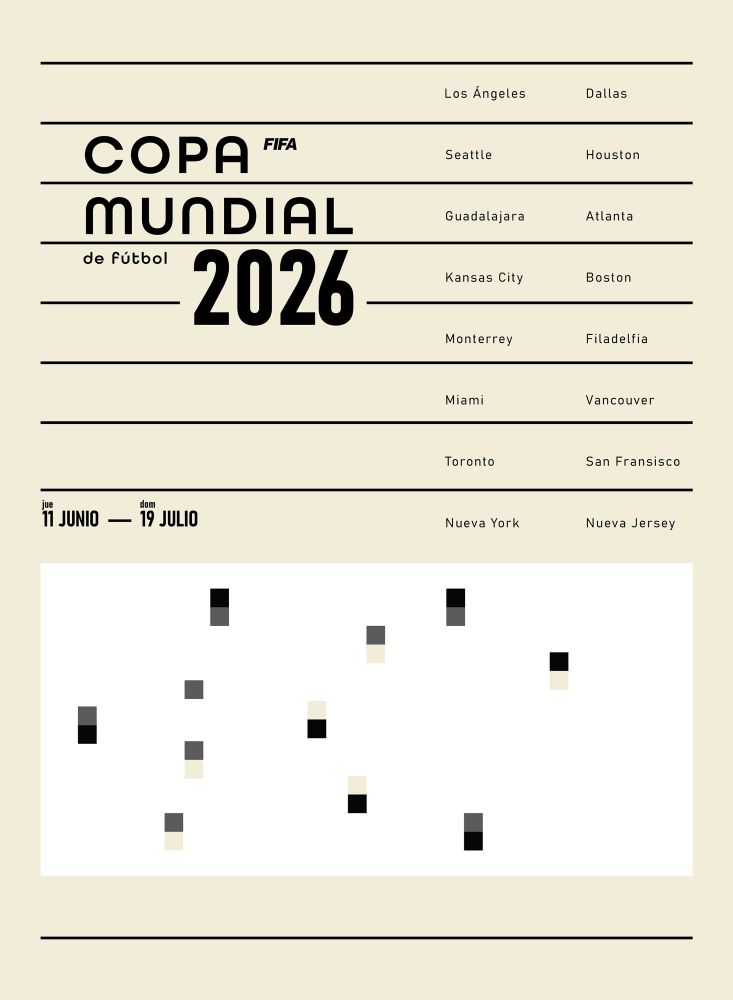 COPA FIFA
MUNDIAL
de Fútbol
2026
Los Ángeles Dallas
Seattle Houston
Guadalajara Atlanta
Kansas City Boston
Monterrey Filadelfia
Miami Vancouver
Toronto San Fransisco
Nueva York Nueva Jersey
jue dom
11 JUNIO — 19 JULIO